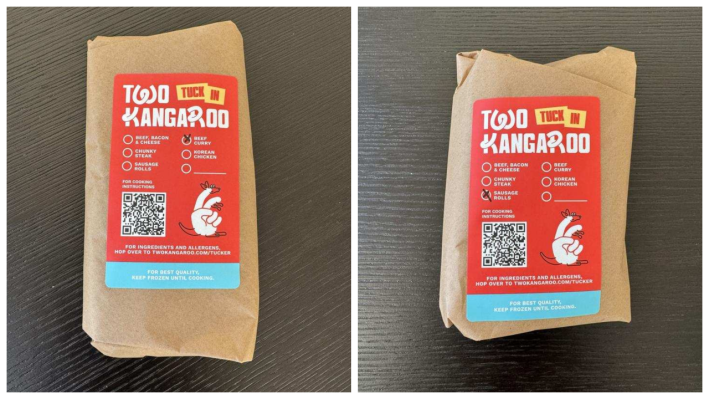 TWO
TUCK IN
KANGAROO
BEEF, BACON
& CHEESE
BEEF
CURRY
CHUNKY
STEAK
KOREAN
CHICKEN
SAUSAGE
ROLLS
FOR COOKING
INSTRUCTIONS
FOR INGREDIENTS AND ALLERGENS,
HOP OVER TO TWOKANGAROO.COM/TUCKER
FOR BEST QUALITY,
KEEP FROZEN UNTIL COOKING.
TWO
TUCK IN
KANGAROO
BEEF, BACON
& CHEESE
BEEF
CURRY
CHUNKY
STEAK
KOREAN
CHICKEN
SAUSAGE
ROLLS
FOR COOKING
INSTRUCTIONS
FOR INGREDIENTS AND ALLERGENS,
HOP OVER TO TWOKANGAROO.COM/TUCKER
FOR BEST QUALITY,
KEEP FROZEN UNTIL COOKING.